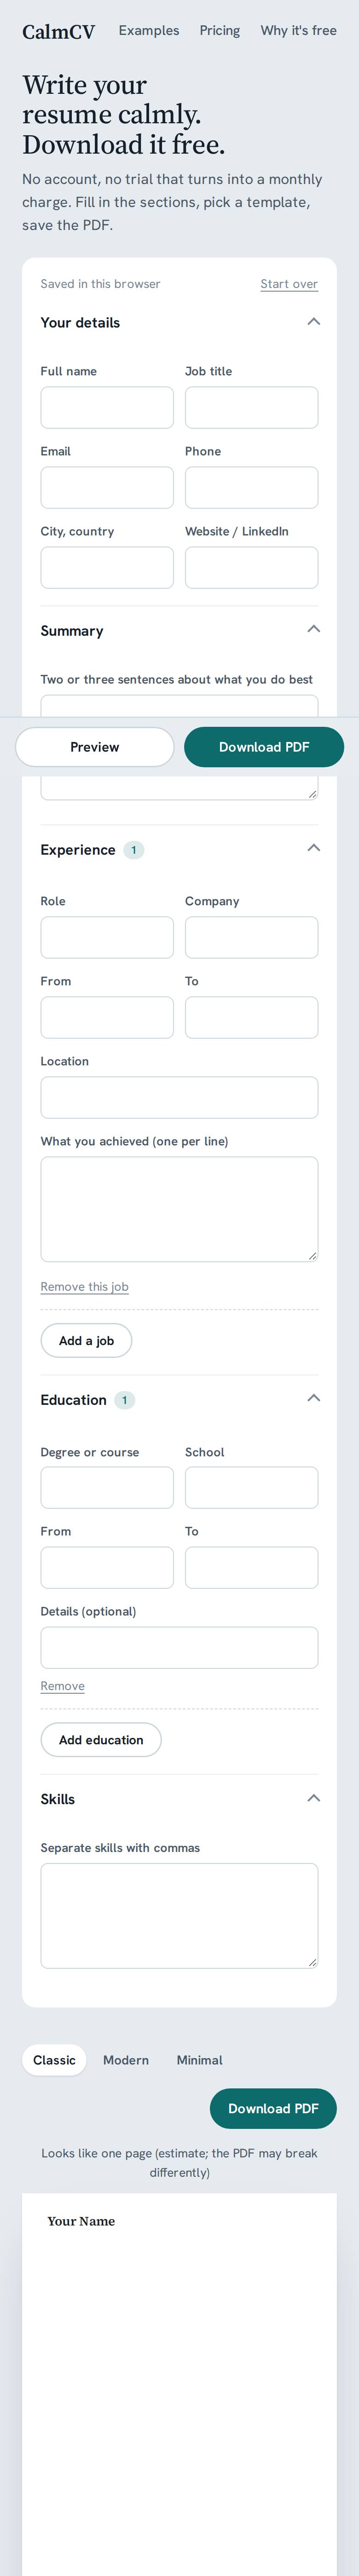 CalmCV Examples Pricing Why it's free
Write your
resume calmly.
Download it free.
No account, no trial that turns into a monthly
charge. Fill in the sections, pick a template,
save the PDF.
Saved in this browser Start over
Your details
Full name Job title
Email Phone
City, country Website / LinkedIn
Summary
Two or three sentences about what you do best
Preview Download PDF
Experience 1
Role Company
From To
Location
What you achieved (one per line)
Remove this job
Add a job
Education 1
Degree or course School
From To
Details (optional)
Remove
Add education
Skills
Separate skills with commas
Classic Modern Minimal
Download PDF
Looks like one page (estimate; the PDF may break
differently)
Your Name